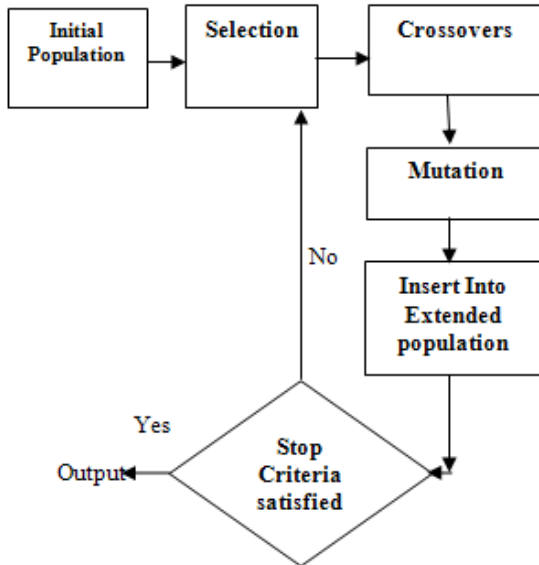 Initial
Population
Selection
Crossovers
Mutation
Insert Into
Extended
population
No
Yes
Stop
Criteria
satisfied
Output